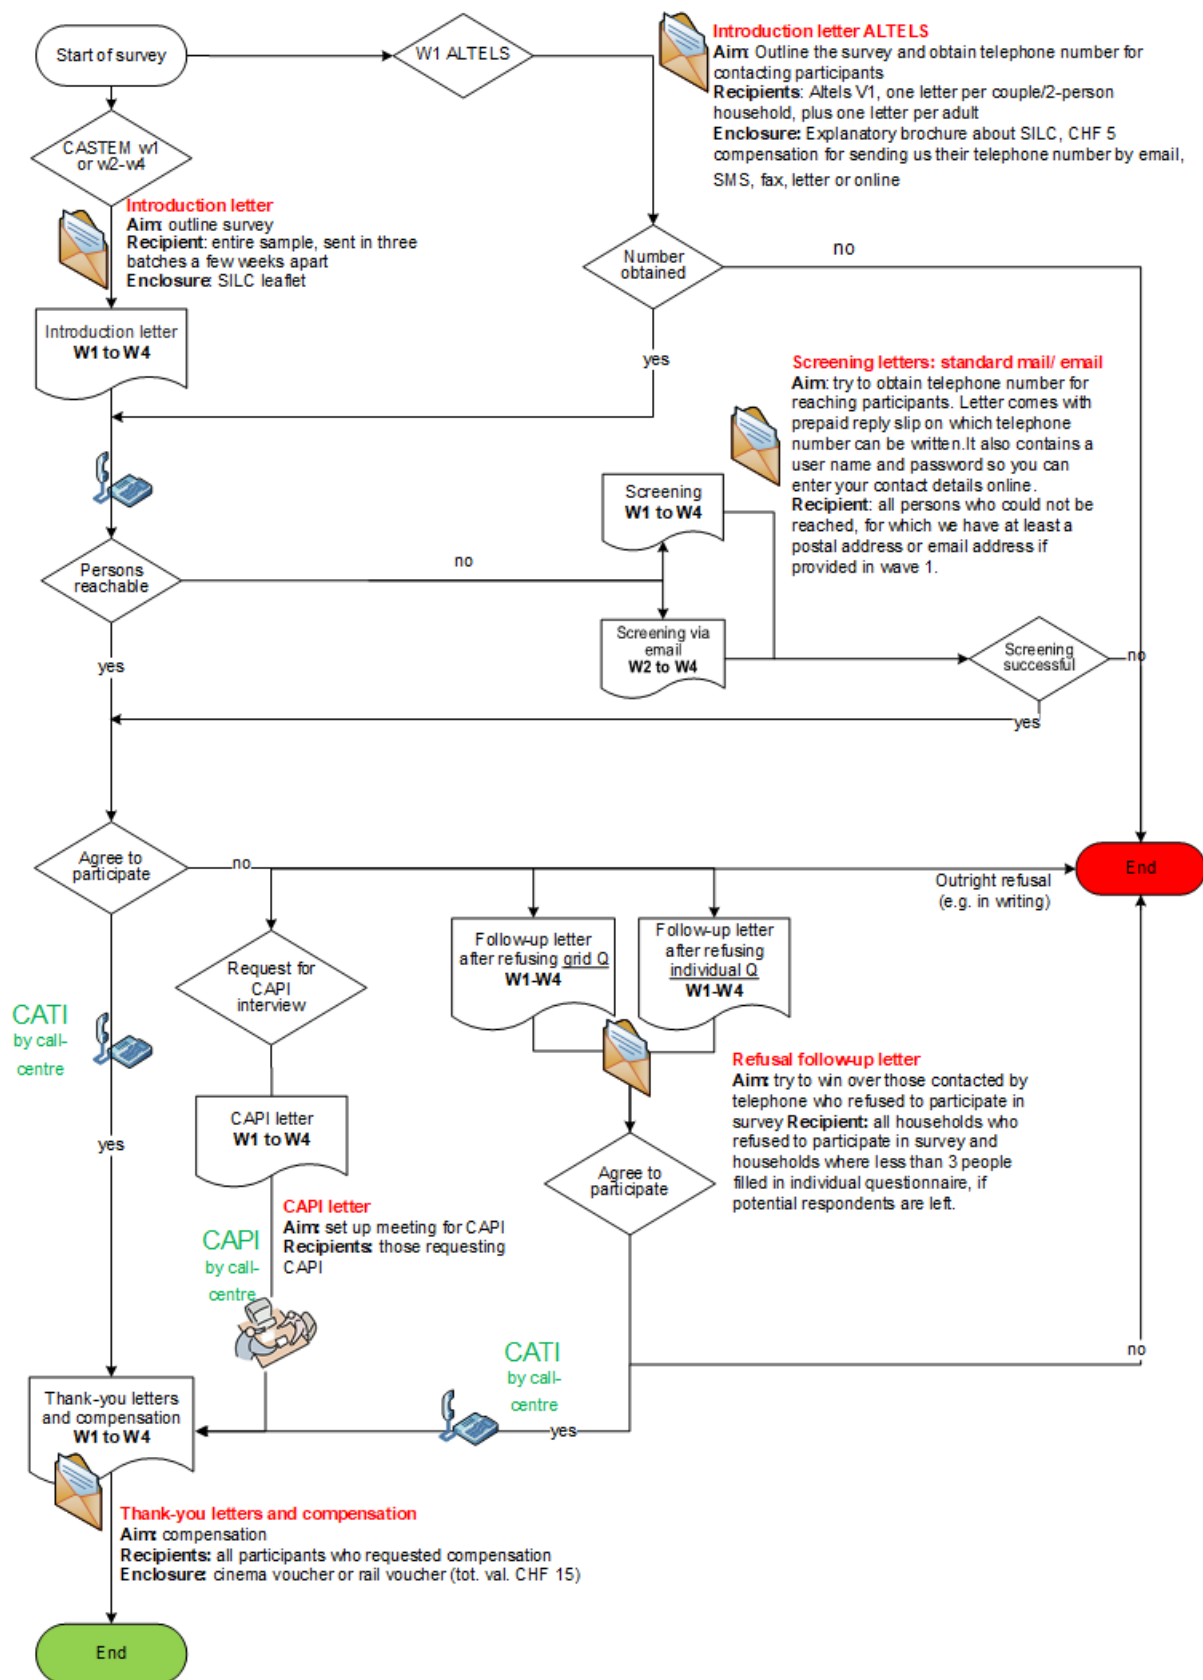 Start of survey
W1 ALTELS
Introduction letter ALTELS
Aim: Outline the survey and obtain telephone number for
contacting participants
Recipients: Altels V1, one letter per couple/2-person
household, plus one letter per adult
Enclosure: Explanatory brochure about SILC, CHF 5
compensation for sending us their telephone number by email,
SMS, fax, letter or online
CASTEM w1
or w2-w4
Introduction letter
Aim: outline survey
Recipient: entire sample, sent in three
batches a few weeks apart
Enclosure: SILC leaflet
Number
obtained
no
Introduction letter
W1 to W4
yes
Screening letters: standard mail/ email
Aim: try to obtain telephone number for
reaching participants. Letter comes with
prepaid reply slip on which telephone
number can be written.It also contains a
user name and password so you can
enter your contact details online.
Recipient: all persons who could not be
reached, for which we have at least a
postal address or email address if
provided in wave 1.
Screening
W1 to W4
Persons
reachable
no
Screening via
email
W2 to W4
Screening
successful
no
yes
yes
Agree to
participate
no
End
Outright refusal
(e.g. in writing)
Request for
CAPI
interview
Follow-up letter
after refusing grid Q
W1-W4
Follow-up letter
after refusing
individual Q
W1-W4
CATI
by call-
centre
Refusal follow-up letter
Aim: try to win over those contacted by
telephone who refused to participate in
survey Recipient: all households who
refused to participate in survey and
households where less than 3 people
filled in individual questionnaire, if
potential respondents are left.
CAPI letter
W1 to W4
yes
Agree to
participate
CAPI letter
Aim: set up meeting for CAPI
Recipients: those requesting
CAPI
CAPI
by call-
centre
no
CATI
by call-
centre
yes
Thank-you letters
and compensation
W1 to W4
Thank-you letters and compensation
Aim: compensation
Recipients: all participants who requested compensation
Enclosure: cinema voucher or rail voucher (tot. val. CHF 15)
End